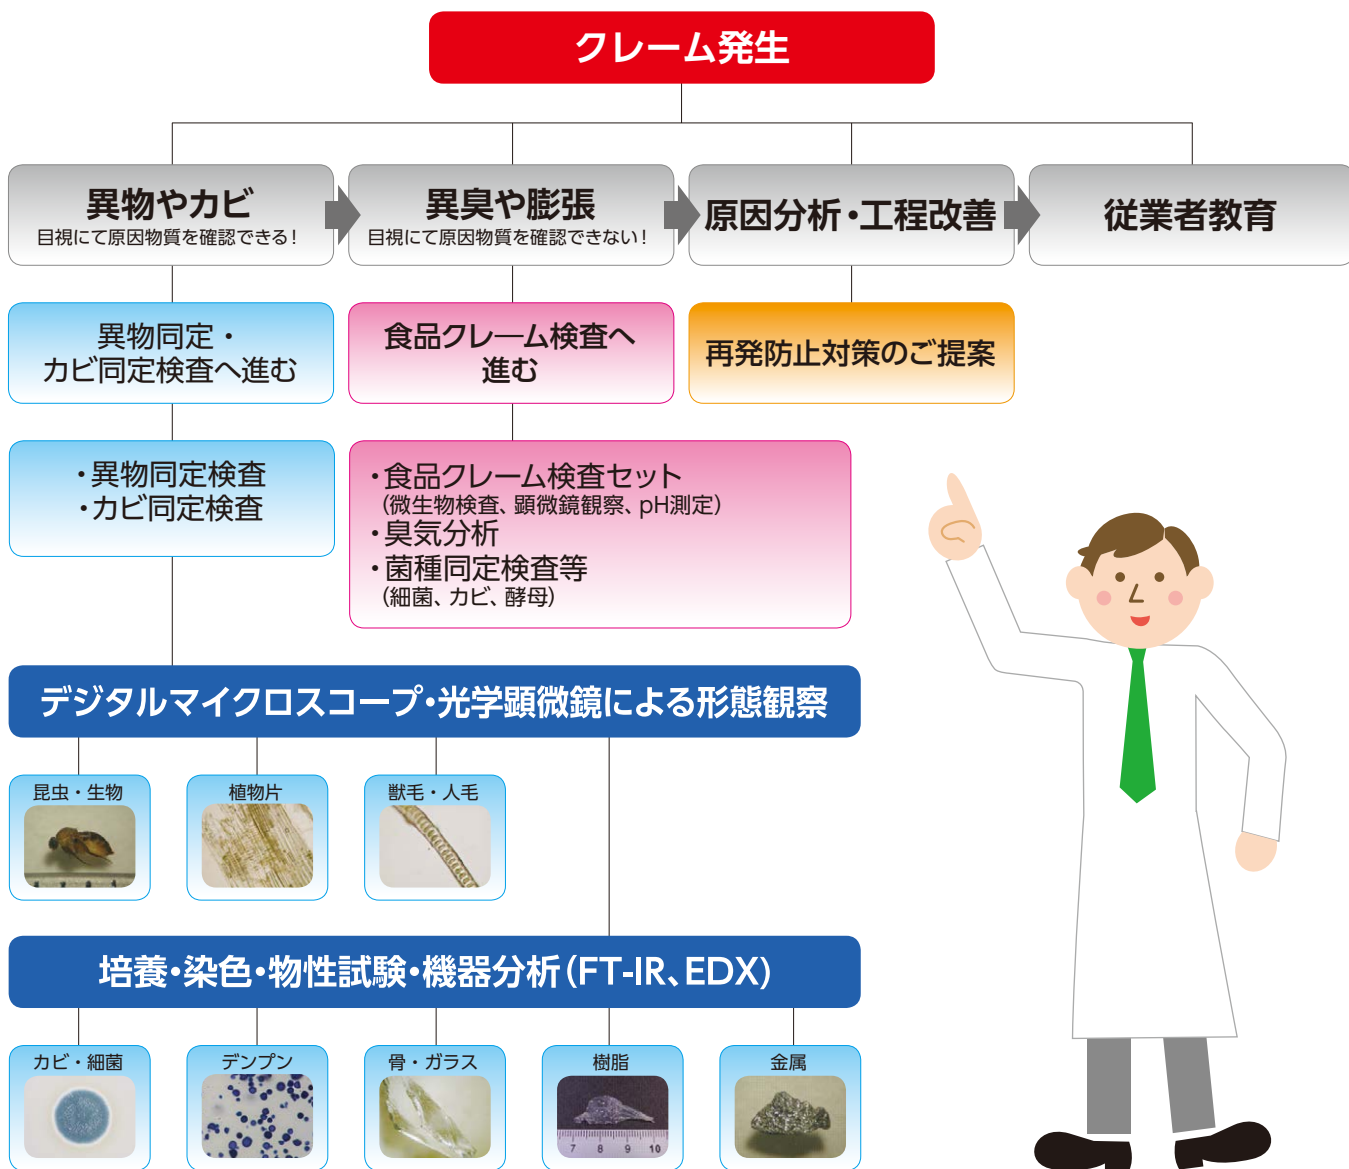 クレーム発生
異物やカビ
目視にて原因物質を確認できる!
異臭や膨張
目視にて原因物質を確認できない!
原因分析・工程改善
従業者教育
異物同定・
カビ同定検査へ進む
食品クレーム検査へ
進む
再発防止対策のご提案
・異物同定検査
・カビ同定検査
・食品クレーム検査セット
(微生物検査、顕微鏡観察、pH測定)
・臭気分析
・菌種同定検査等
(細菌、カビ、酵母)
デジタルマイクロスコープ・光学顕微鏡による形態観察
昆虫・生物
植物片
獣毛・人毛
培養・染色・物性試験・機器分析(FT-IR、EDX)
カビ・細菌
デンプン
骨・ガラス
樹脂
金属
7 8 9 10